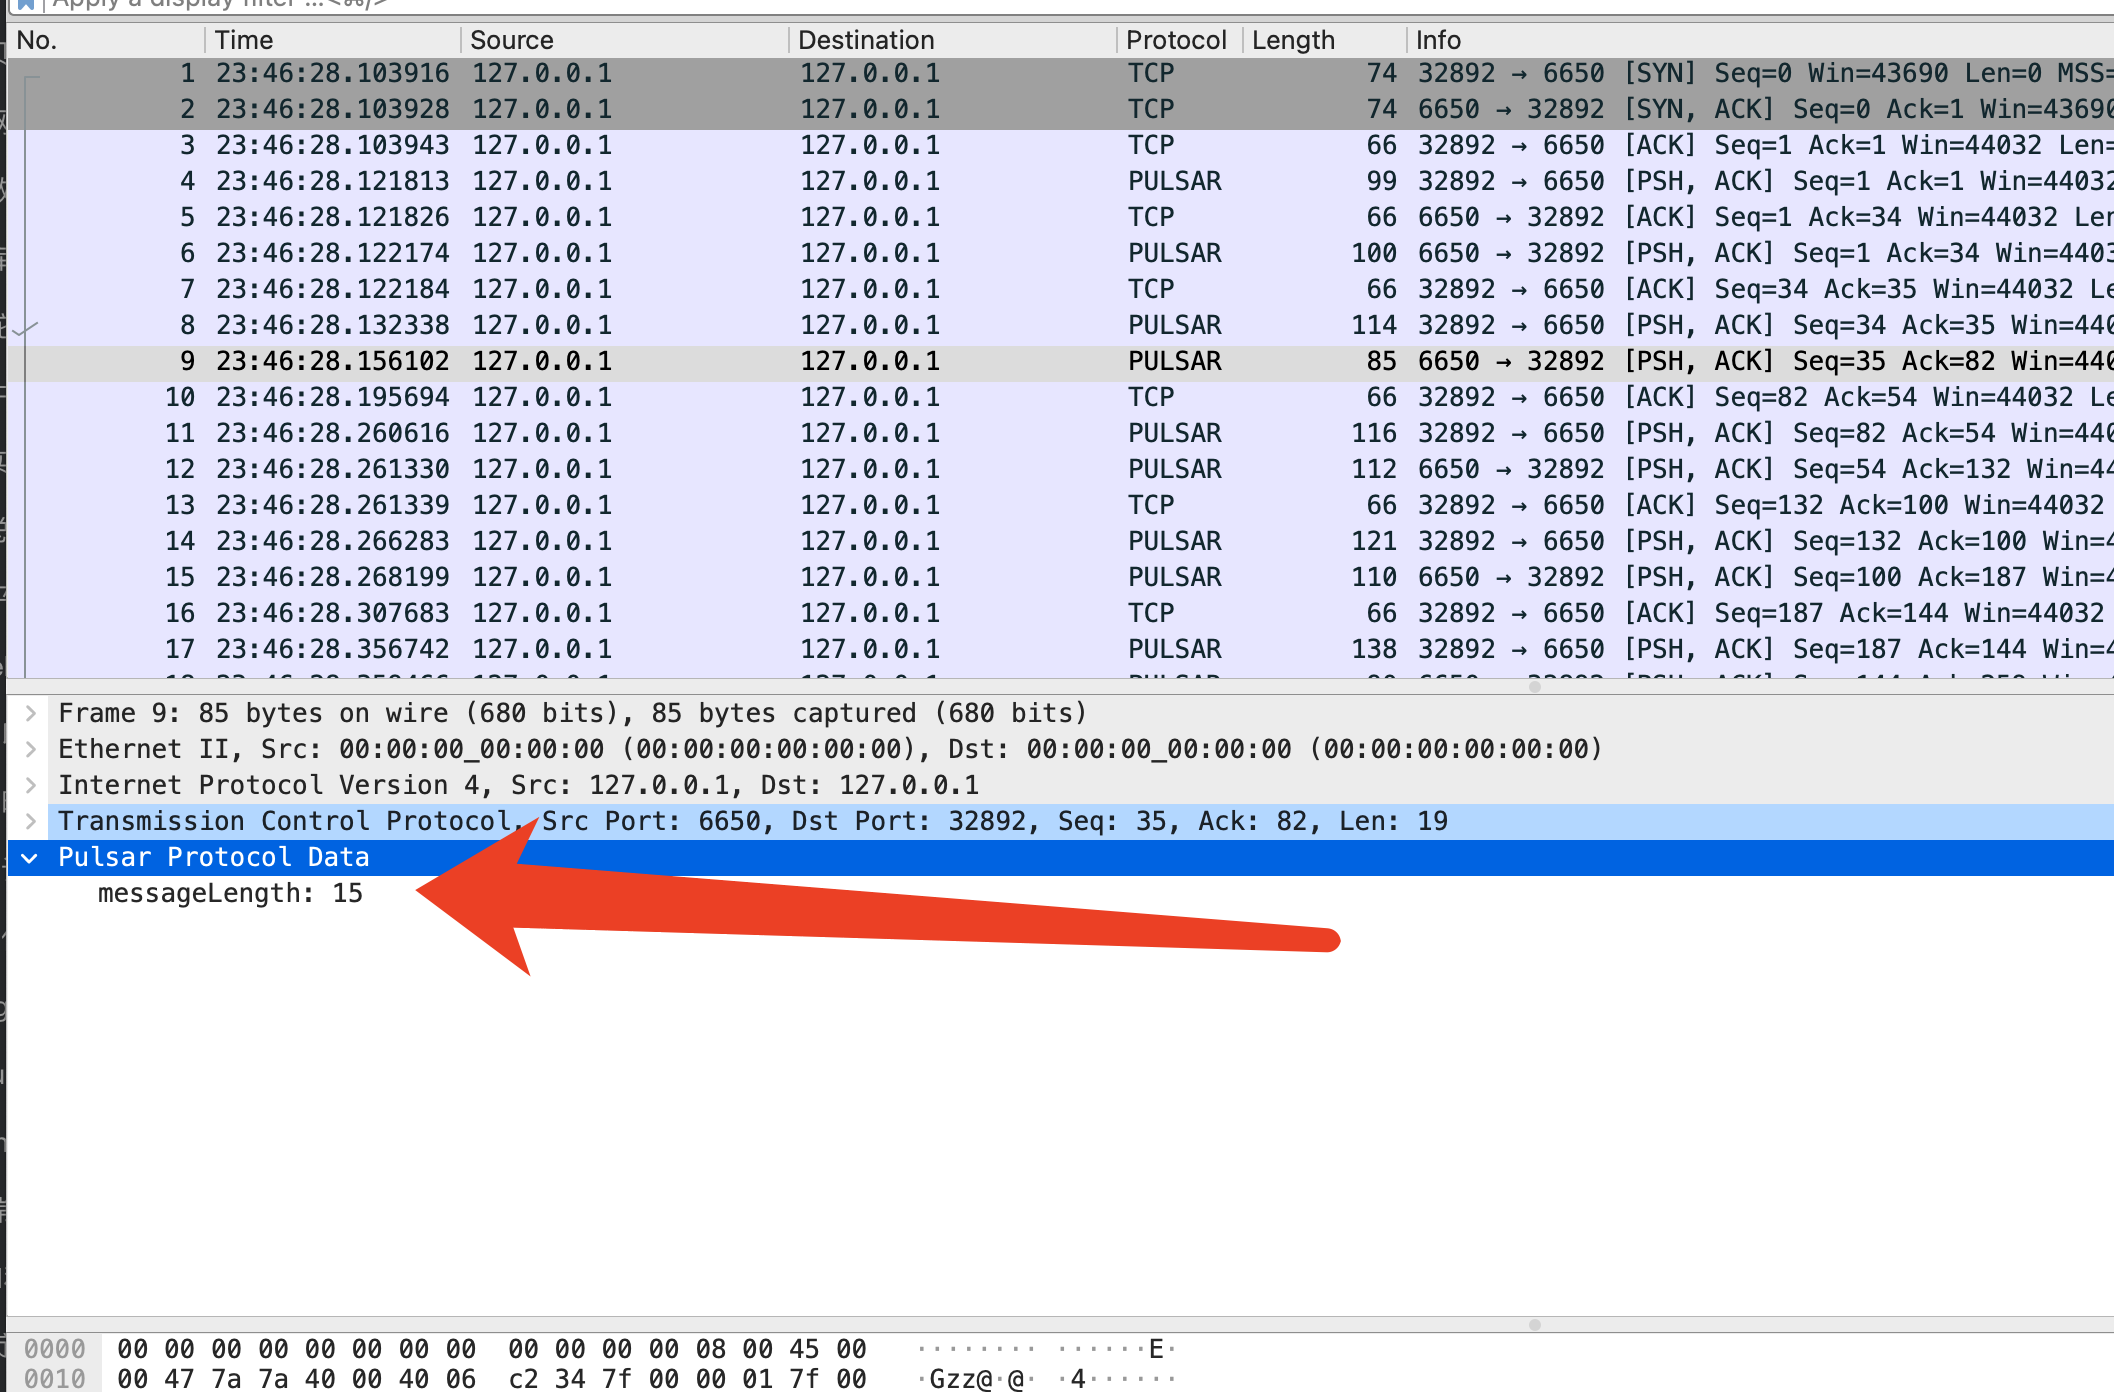 Apply a display filter ... <⌘/>
No. Time Source Destination Protocol Length Info
1 23:46:28.103916 127.0.0.1 127.0.0.1 TCP 74 32892 → 6650 [SYN] Seq=0 Win=43690 Len=0 MSS=
2 23:46:28.103928 127.0.0.1 127.0.0.1 TCP 74 6650 → 32892 [SYN, ACK] Seq=0 Ack=1 Win=43690
3 23:46:28.103943 127.0.0.1 127.0.0.1 TCP 66 32892 → 6650 [ACK] Seq=1 Ack=1 Win=44032 Len=
4 23:46:28.121813 127.0.0.1 127.0.0.1 PULSAR 99 32892 → 6650 [PSH, ACK] Seq=1 Ack=1 Win=44032
5 23:46:28.121826 127.0.0.1 127.0.0.1 TCP 66 6650 → 32892 [ACK] Seq=1 Ack=34 Win=44032 Len
6 23:46:28.122174 127.0.0.1 127.0.0.1 PULSAR 100 6650 → 32892 [PSH, ACK] Seq=1 Ack=34 Win=4403
7 23:46:28.122184 127.0.0.1 127.0.0.1 TCP 66 32892 → 6650 [ACK] Seq=34 Ack=35 Win=44032 Le
8 23:46:28.132338 127.0.0.1 127.0.0.1 PULSAR 114 32892 → 6650 [PSH, ACK] Seq=34 Ack=35 Win=440
9 23:46:28.156102 127.0.0.1 127.0.0.1 PULSAR 85 6650 → 32892 [PSH, ACK] Seq=35 Ack=82 Win=440
10 23:46:28.195694 127.0.0.1 127.0.0.1 TCP 66 32892 → 6650 [ACK] Seq=82 Ack=54 Win=44032 Le
11 23:46:28.260616 127.0.0.1 127.0.0.1 PULSAR 116 32892 → 6650 [PSH, ACK] Seq=82 Ack=54 Win=440
12 23:46:28.261330 127.0.0.1 127.0.0.1 PULSAR 112 6650 → 32892 [PSH, ACK] Seq=54 Ack=132 Win=44
13 23:46:28.261339 127.0.0.1 127.0.0.1 TCP 66 32892 → 6650 [ACK] Seq=132 Ack=100 Win=44032
14 23:46:28.266283 127.0.0.1 127.0.0.1 PULSAR 121 32892 → 6650 [PSH, ACK] Seq=132 Ack=100 Win=4
15 23:46:28.268199 127.0.0.1 127.0.0.1 PULSAR 110 6650 → 32892 [PSH, ACK] Seq=100 Ack=187 Win=4
16 23:46:28.307683 127.0.0.1 127.0.0.1 TCP 66 32892 → 6650 [ACK] Seq=187 Ack=144 Win=44032
17 23:46:28.356742 127.0.0.1 127.0.0.1 PULSAR 138 32892 → 6650 [PSH, ACK] Seq=187 Ack=144 Win=4
Frame 9: 85 bytes on wire (680 bits), 85 bytes captured (680 bits)
Ethernet II, Src: 00:00:00_00:00:00 (00:00:00:00:00:00), Dst: 00:00:00_00:00:00 (00:00:00:00:00:00)
Internet Protocol Version 4, Src: 127.0.0.1, Dst: 127.0.0.1
Transmission Control Protocol, Src Port: 6650, Dst Port: 32892, Seq: 35, Ack: 82, Len: 19
Pulsar Protocol Data
messageLength: 15
0000 00 00 00 00 00 00 00 00 00 00 00 00 08 00 45 00 ········ ······E·
0010 00 47 7a 7a 40 00 40 06 c2 34 7f 00 00 01 7f 00 ·Gzz@·@· ·4······